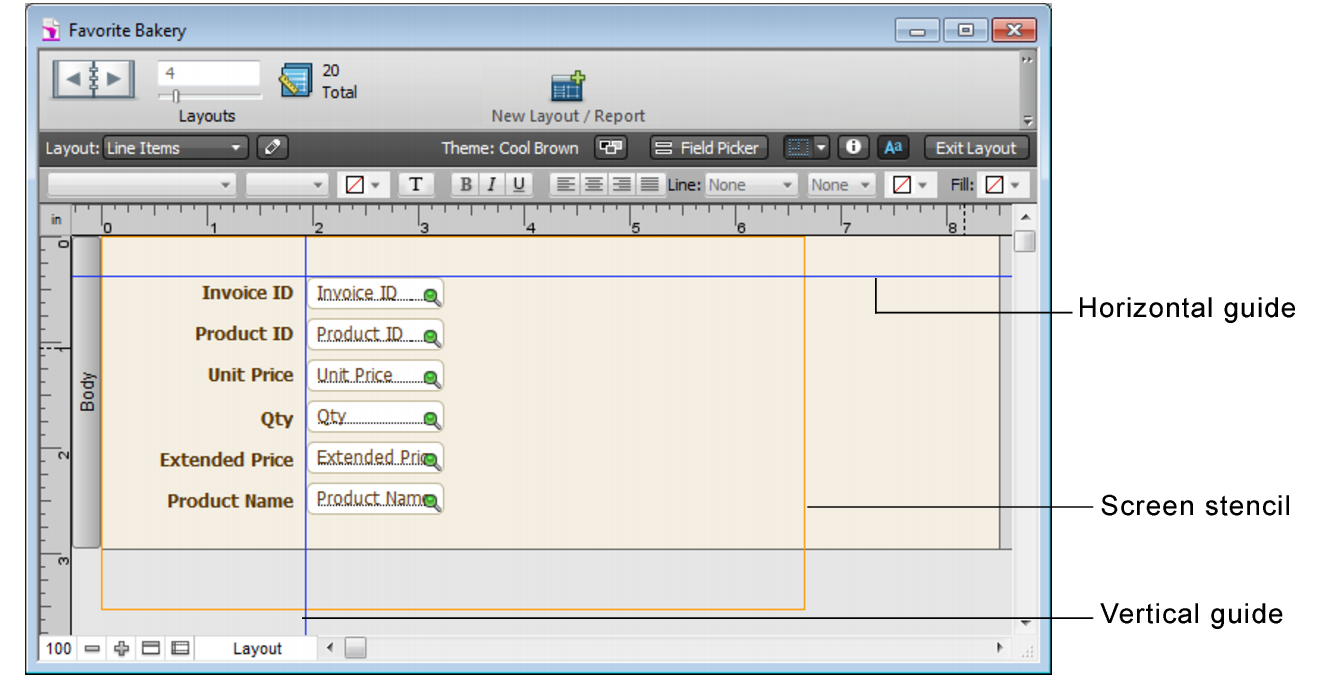 Favorite Bakery
4
20
Total
Layouts
New Layout / Report
Layout: Line Items
Theme: Cool Brown
Field Picker
Aa
Exit Layout
T
B I U
Line: None
None
Fill:
in
0 1 2 3 4 5 6 7 8
0
1
2
3
Body
Invoice ID Invoice ID
Product ID Product ID
Unit Price Unit Price
Qty Qty
Extended Price Extended Pric
Product Name Product Name
Horizontal guide
Screen stencil
Vertical guide
100
Layout